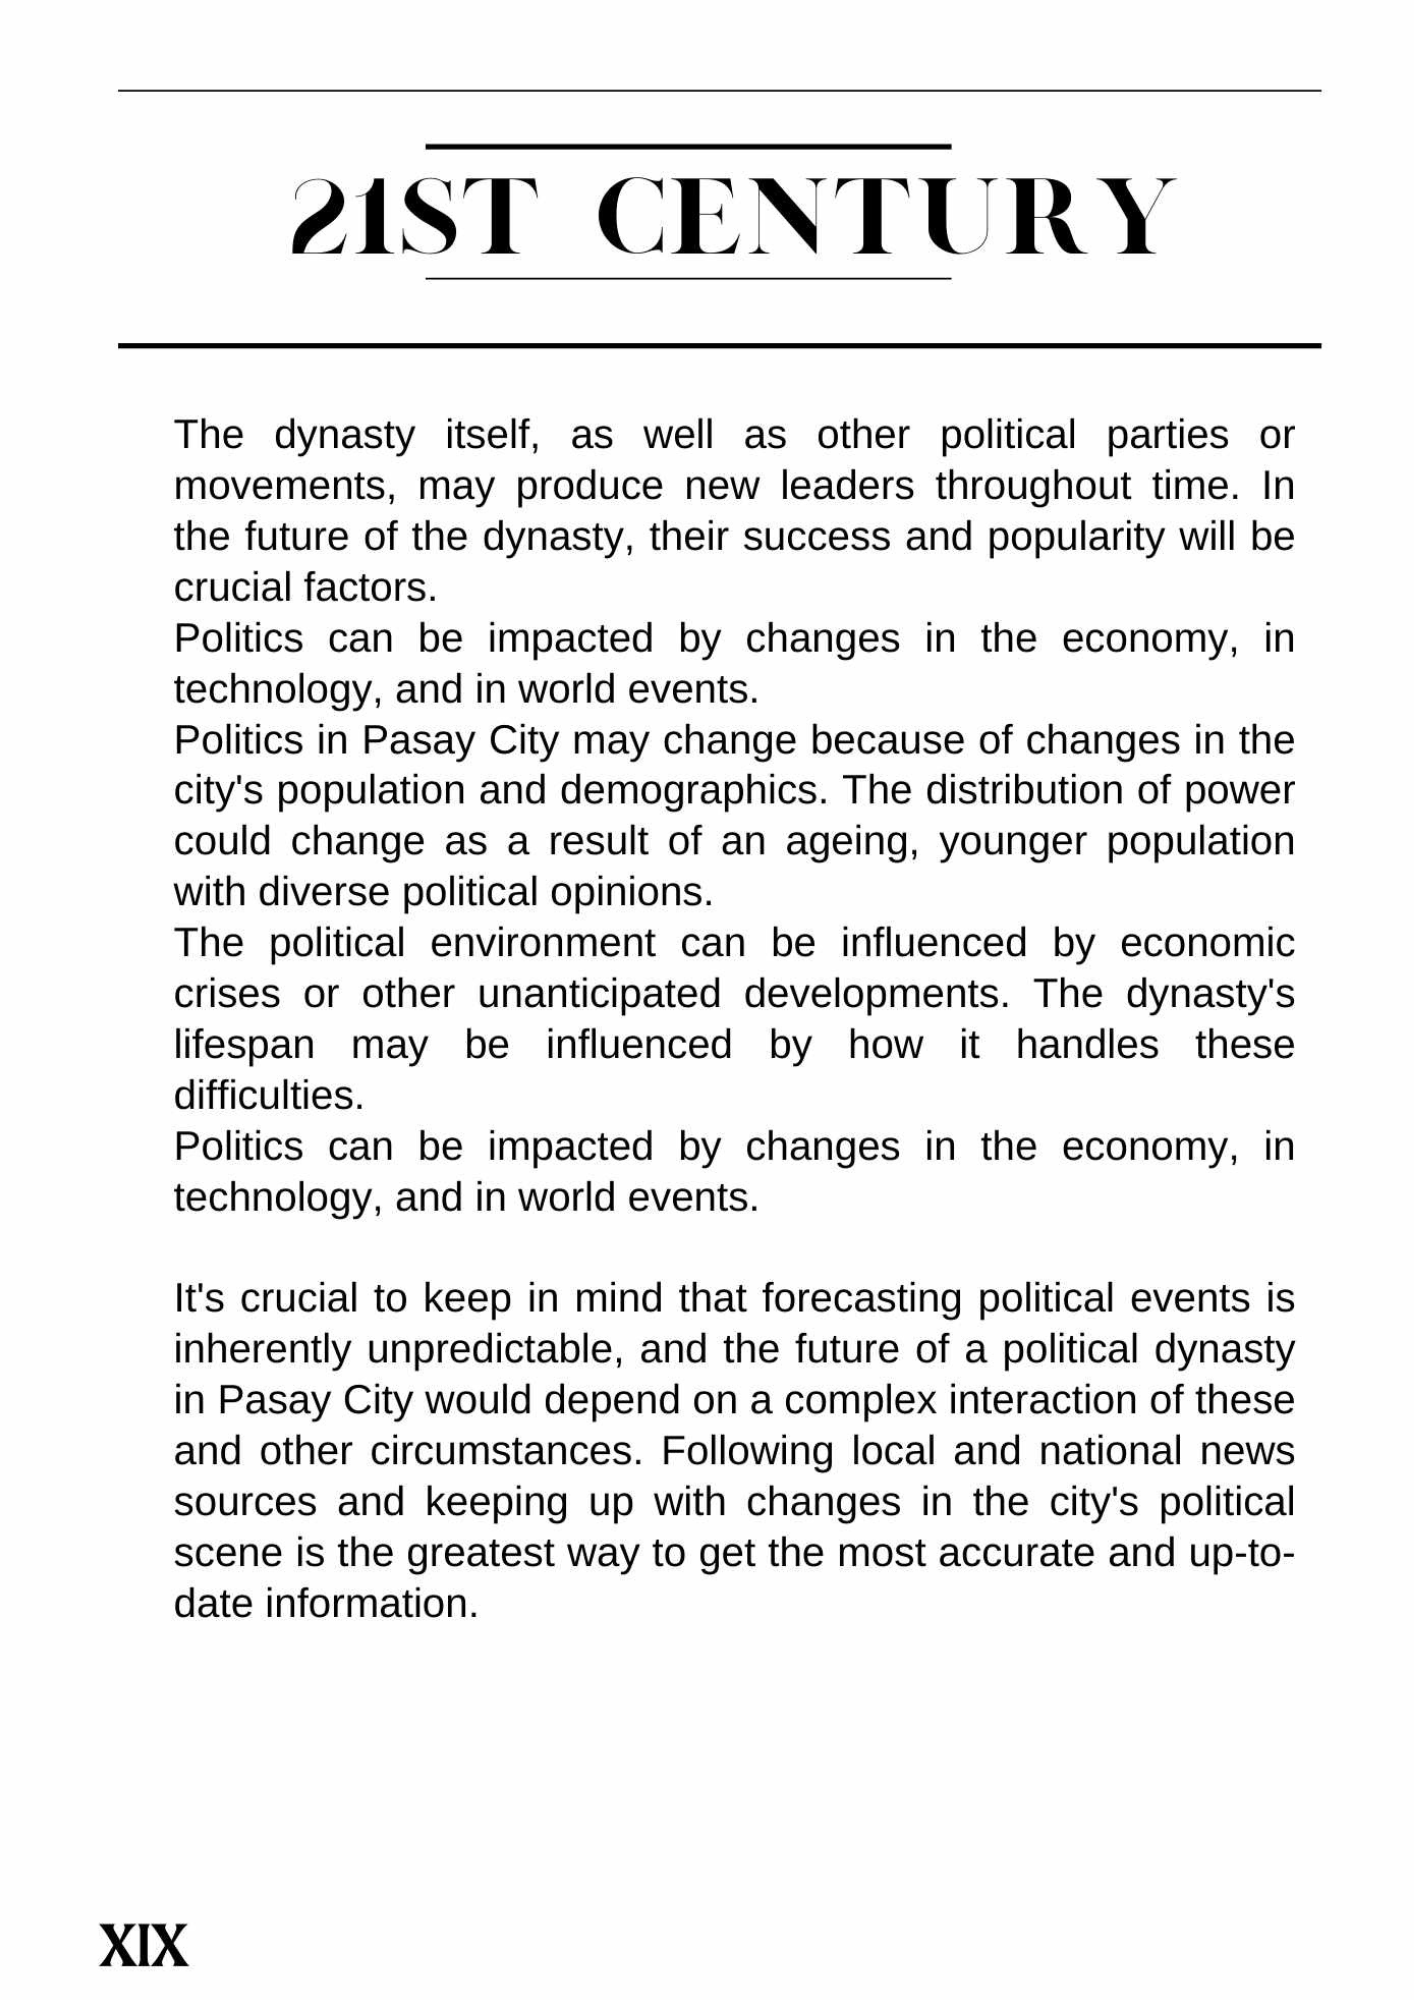 21ST CENTURY
The dynasty itself, as well as other political parties or
movements, may produce new leaders throughout time. In
the future of the dynasty, their success and popularity will be
crucial factors.
Politics can be impacted by changes in the economy, in
technology, and in world events.
Politics in Pasay City may change because of changes in the
city's population and demographics. The distribution of power
could change as a result of an ageing, younger population
with diverse political opinions.
The political environment can be influenced by economic
crises or other unanticipated developments. The dynasty's
lifespan may be influenced by how it handles these
difficulties.
Politics can be impacted by changes in the economy, in
technology, and in world events.
It's crucial to keep in mind that forecasting political events is
inherently unpredictable, and the future of a political dynasty
in Pasay City would depend on a complex interaction of these
and other circumstances. Following local and national news
sources and keeping up with changes in the city's political
scene is the greatest way to get the most accurate and up-to-
date information.
XIX